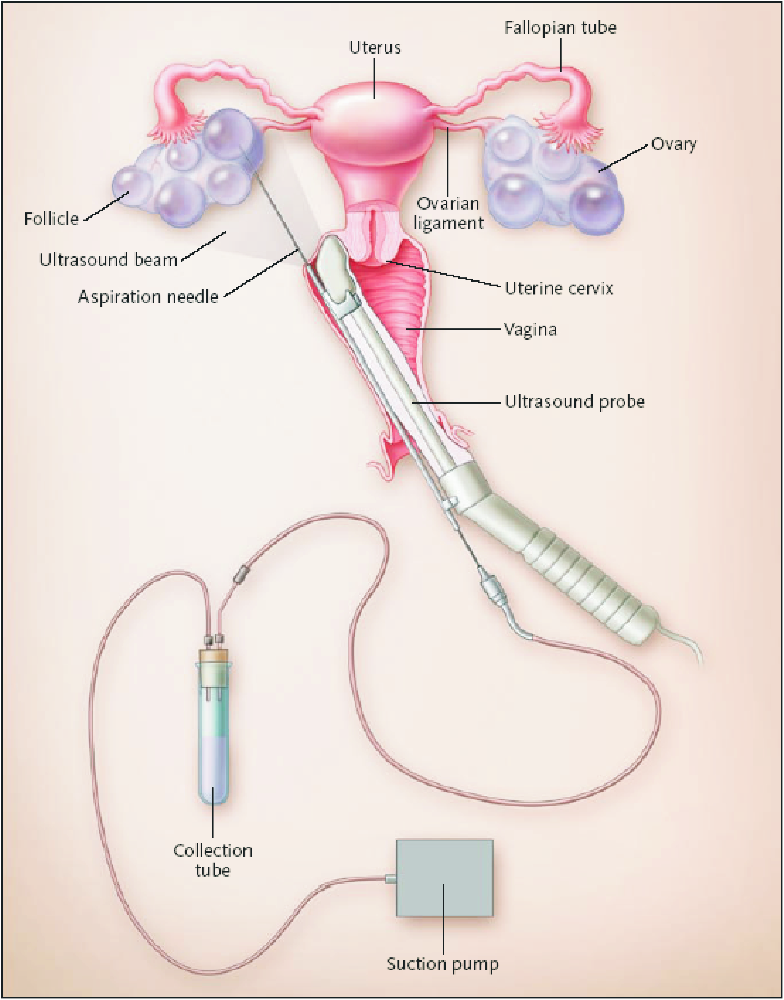 Fallopian tube
Uterus
Ovary
Ovarian
ligament
Follicle
Ultrasound beam
Uterine cervix
Aspiration needle
Vagina
Ultrasound probe
Collection
tube
Suction pump